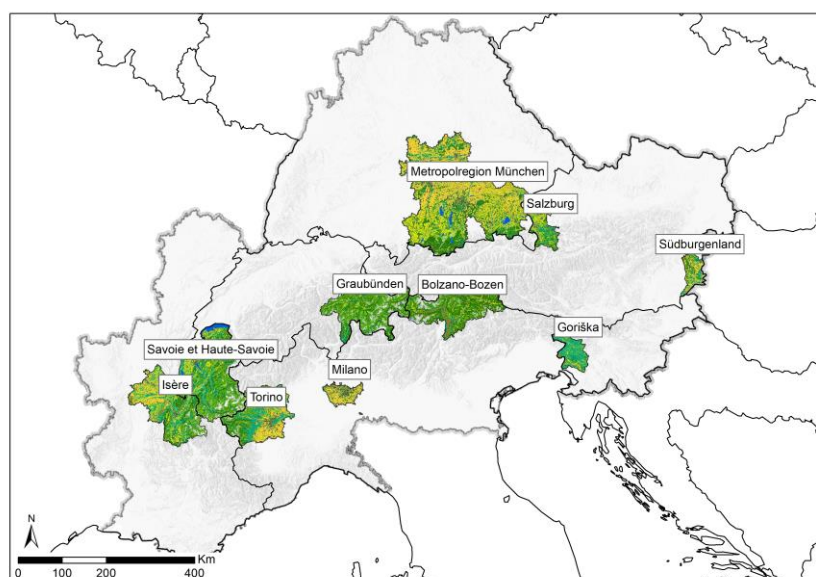 Metropolregion München
Salzburg
Südburgenland
Graubünden
Bolzano-Bozen
Goriška
Savoie et Haute-Savoie
Milano
Isère
Torino
N
Km
0 100 200 400